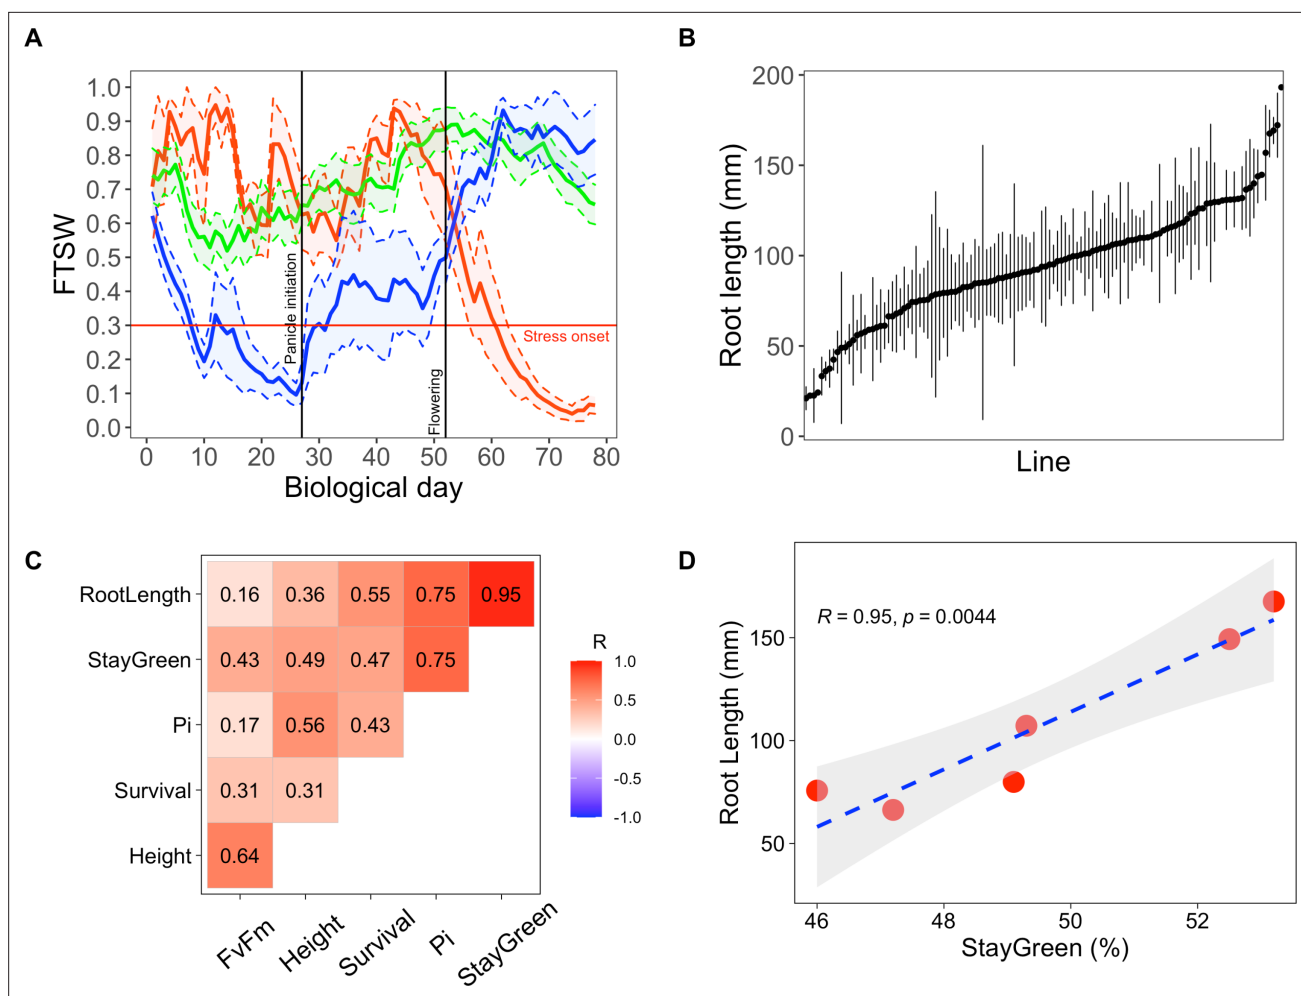 A
1.0
0.9
0.8
0.7
0.6
0.5
0.4
0.3
0.2
0.1
0.0
FTSW
Panicle initiation
Flowering
Stress onset
0 10 20 30 40 50 60 70 80
Biological day
B
200
150
100
50
0
Root length (mm)
Line
C
RootLength 0.16 0.36 0.55 0.75 0.95
StayGreen 0.43 0.49 0.47 0.75
Pi 0.17 0.56 0.43
Survival 0.31 0.31
Height 0.64
FvFm Height Survival Pi StayGreen
R
1.0
0.5
0.0
-0.5
-1.0
D
R = 0.95, p = 0.0044
150
100
50
Root Length (mm)
46 48 50 52
StayGreen (%)